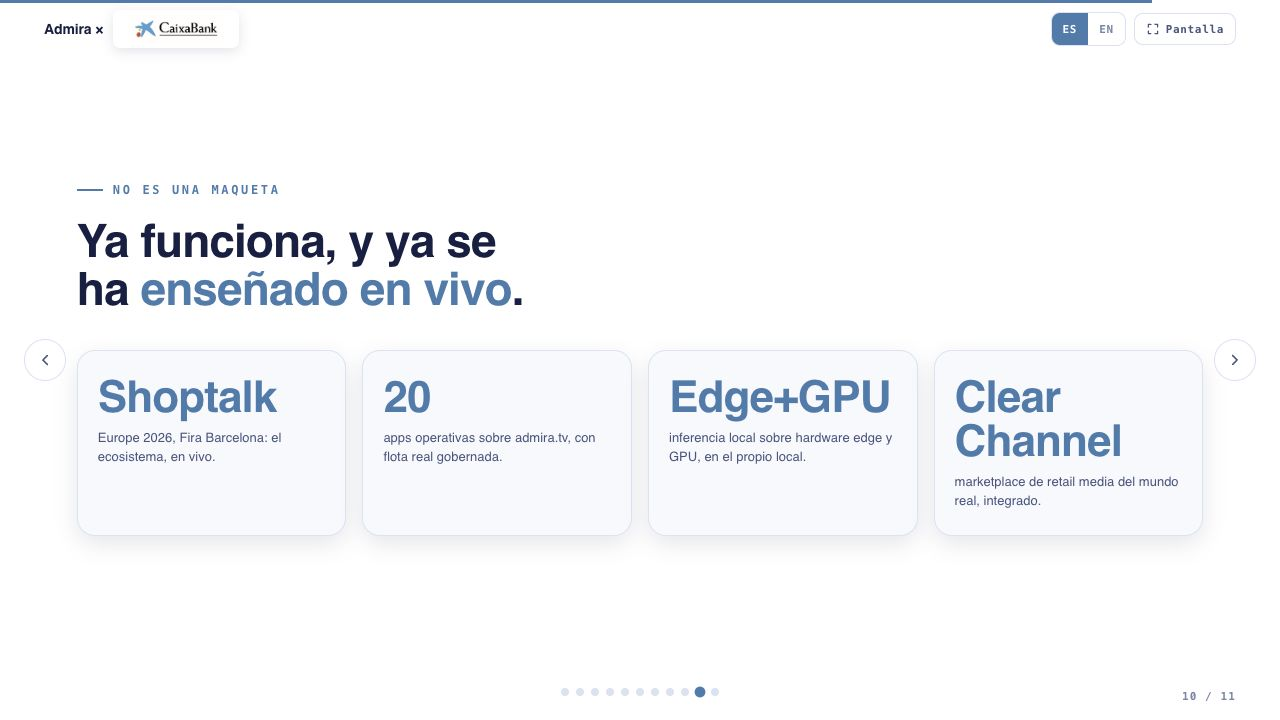 Admira ×
CaixaBank
ES
EN
Pantalla
NO ES UNA MAQUETA
Ya funciona, y ya se
ha enseñado en vivo.
Shoptalk
Europe 2026, Fira Barcelona: el
ecosistema, en vivo.
20
apps operativas sobre admira.tv, con
flota real gobernada.
Edge+GPU
inferencia local sobre hardware edge y
GPU, en el propio local.
Clear
Channel
marketplace de retail media del mundo
real, integrado.
10 / 11